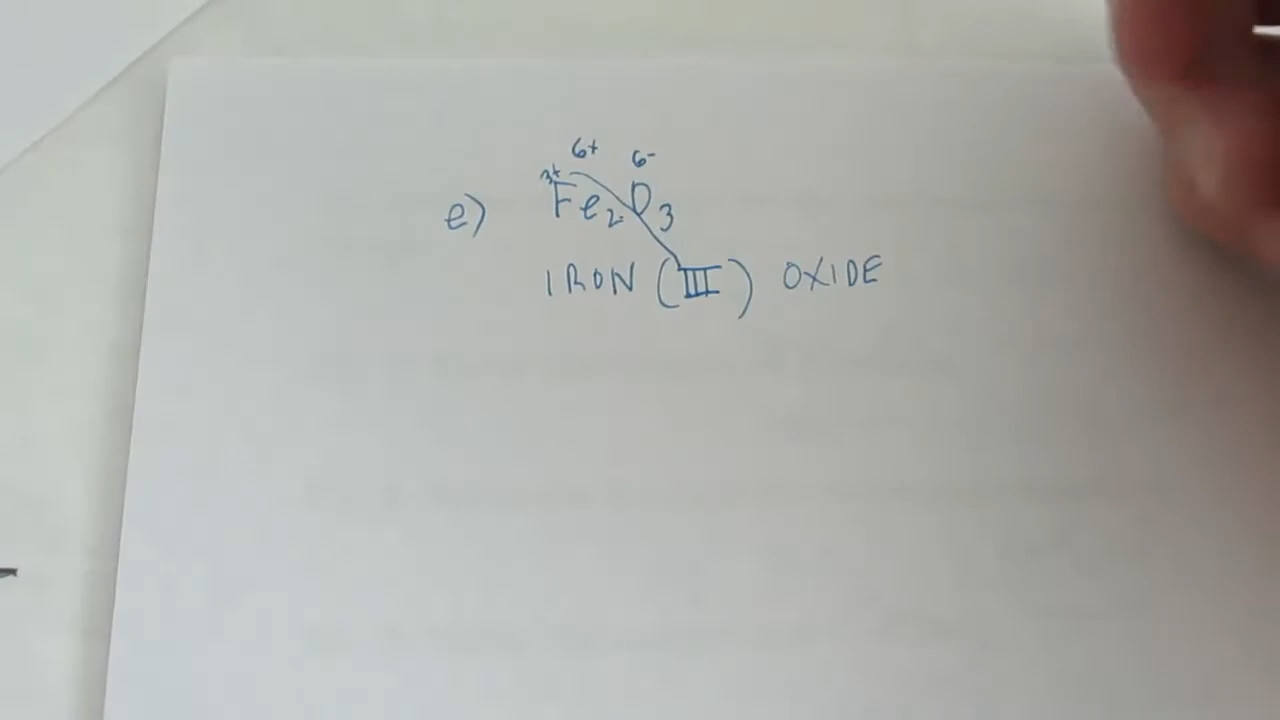 6+ 6-
3+
e) Fe2O3
IRON (III) OXIDE